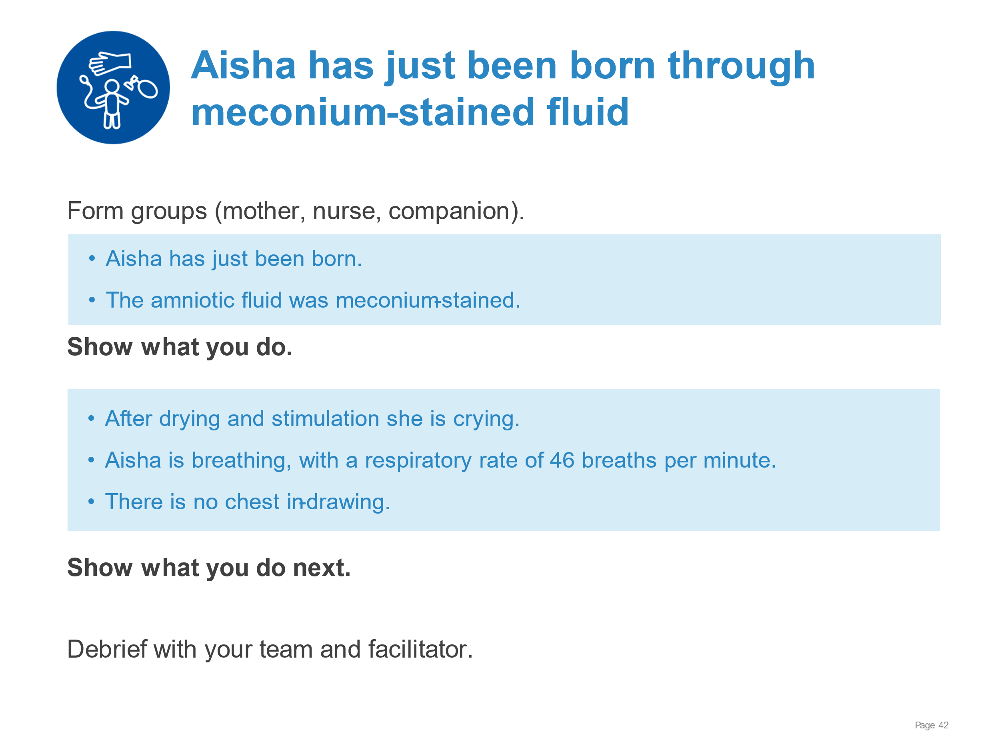 Aisha has just been born through
meconium-stained fluid
Form groups (mother, nurse, companion).
• Aisha has just been born.
• The amniotic fluid was meconium-stained.
Show what you do.
• After drying and stimulation she is crying.
• Aisha is breathing, with a respiratory rate of 46 breaths per minute.
• There is no chest in-drawing.
Show what you do next.
Debrief with your team and facilitator.
Page 42